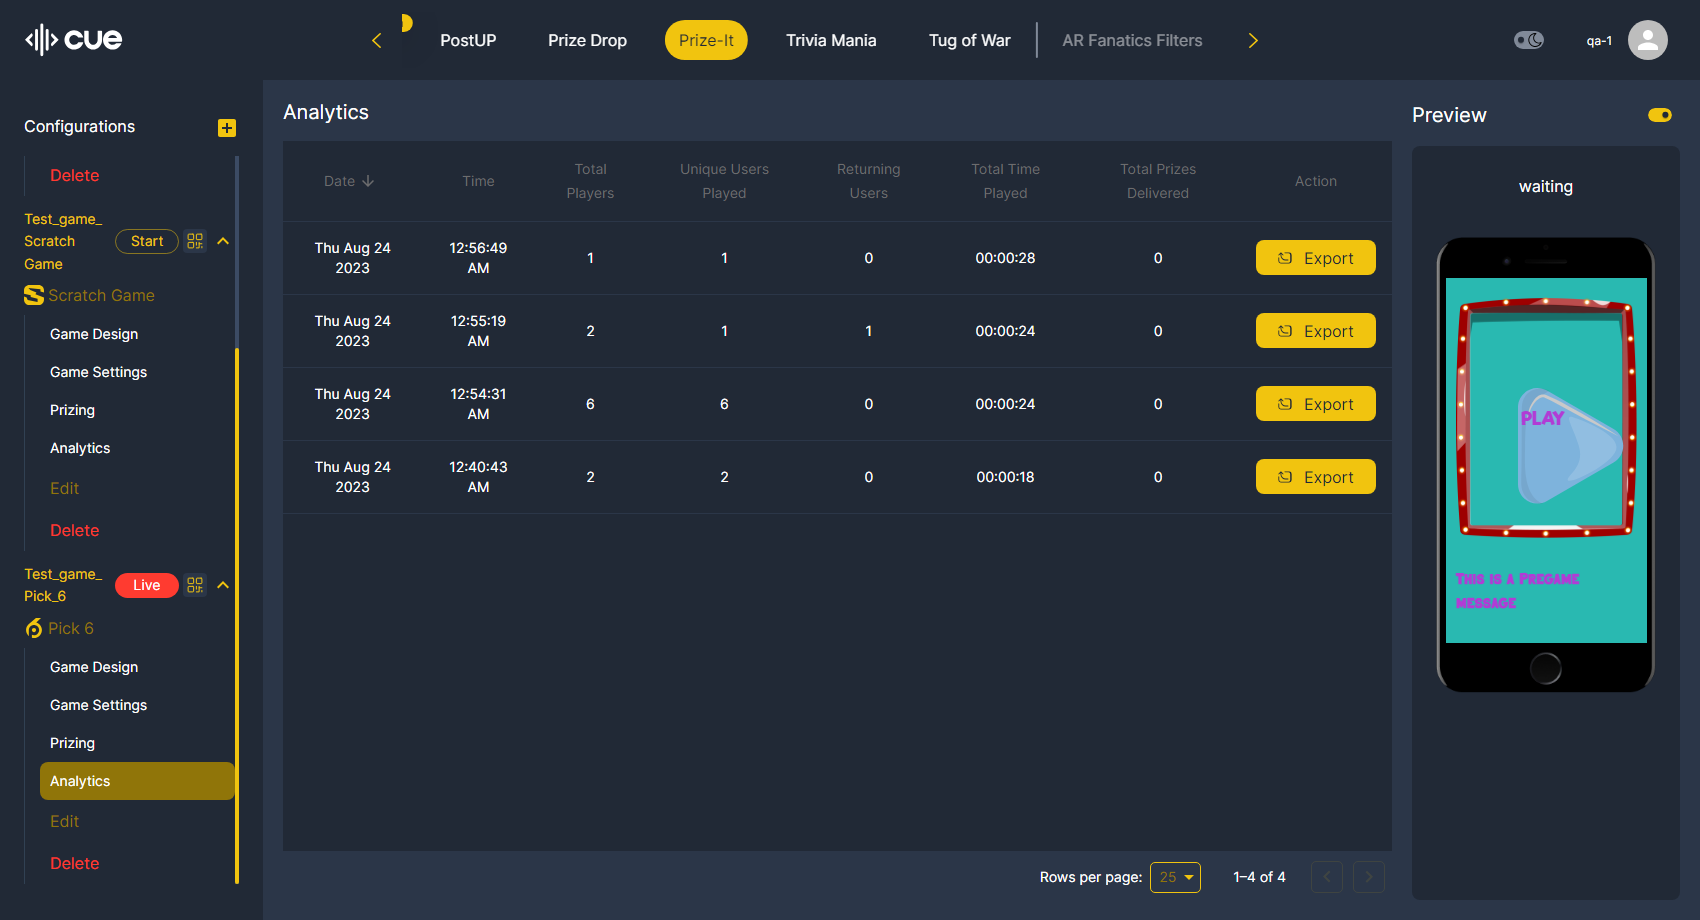 cue
PostUP
Prize Drop
Prize-It
Trivia Mania
Tug of War
AR Fanatics Filters
qa-1
Configurations
Delete
Test_game_
Scratch
Game
Start
Scratch Game
Game Design
Game Settings
Prizing
Analytics
Edit
Delete
Test_game_
Pick_6
Live
Pick 6
Game Design
Game Settings
Prizing
Analytics
Edit
Delete
Analytics
Date
Time
Total
Players
Unique Users
Played
Returning
Users
Total Time
Played
Total Prizes
Delivered
Action
Thu Aug 24
2023
12:56:49
AM
1
1
0
00:00:28
0
Export
Thu Aug 24
2023
12:55:19
AM
2
1
1
00:00:24
0
Export
Thu Aug 24
2023
12:54:31
AM
6
6
0
00:00:24
0
Export
Thu Aug 24
2023
12:40:43
AM
2
2
0
00:00:18
0
Export
Rows per page:
25
1–4 of 4
Preview
waiting
PLAY
This is a Pregame
message